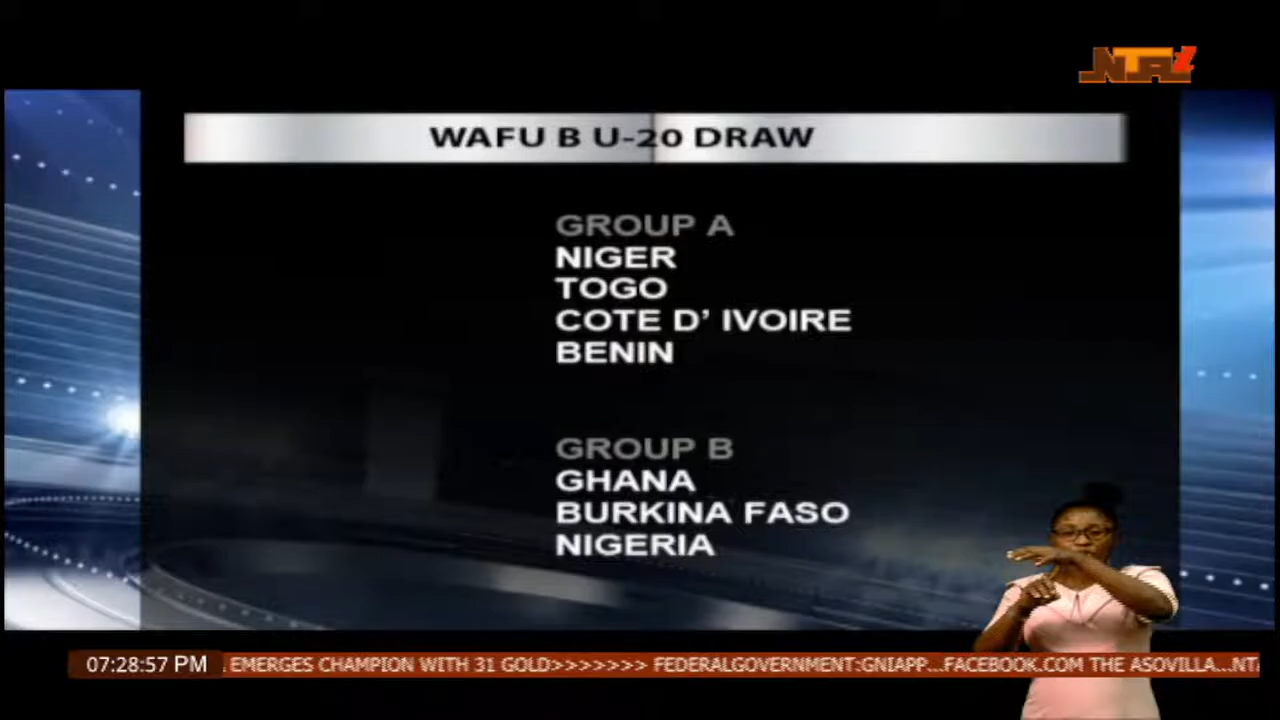 NTAi
WAFU B U-20 DRAW
GROUP A
NIGER
TOGO
COTE D’ IVOIRE
BENIN
GROUP B
GHANA
BURKINA FASO
NIGERIA
07:28:57 PM
. EMERGES CHAMPION WITH 31 GOLD>>>>>>> FEDERALGOVERNMENT:GNIAPP...FACEBOOK.COM THE ASOVILLA...NTA